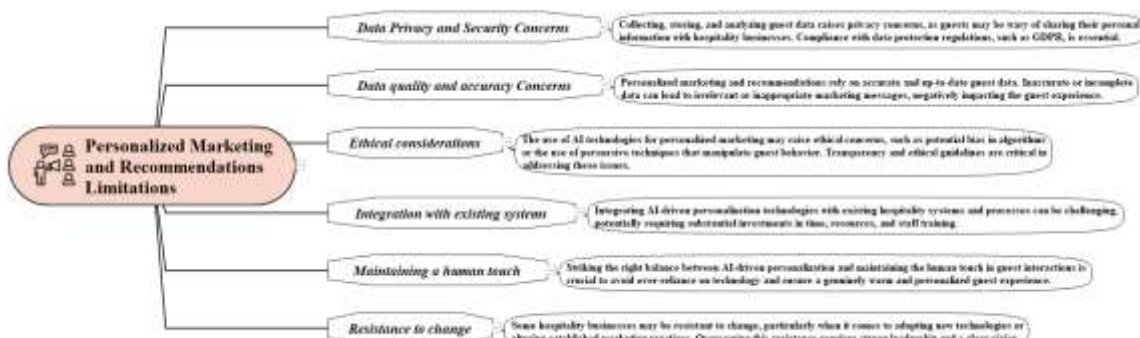 Data Privacy and Security Concerns
Collecting, storing, and analyzing guest data raises privacy concerns, as guests may be wary of sharing their personal
information with hospitality businesses. Compliance with data protection regulations, such as GDPR, is essential.
Data quality and accuracy Concerns
Personalized marketing and recommendations rely on accurate and up-to-date guest data. Inaccurate or incomplete
data can lead to irrelevant or inappropriate marketing messages, negatively impacting the guest experience.
Personalized Marketing
and Recommendations
Limitations
Ethical considerations
The use of AI technologies for personalized marketing may raise ethical concerns, such as potential bias in algorithms
or the use of persuasive techniques that manipulate guest behavior. Transparency and ethical guidelines are critical in
addressing these issues.
Integration with existing systems
Integrating AI-driven personalization technologies with existing hospitality systems and processes can be challenging,
potentially requiring substantial investments in time, resources, and staff training.
Maintaining a human touch
Striking the right balance between AI-driven personalization and maintaining the human touch in guest interactions is
crucial to avoid over-reliance on technology and ensure a genuinely warm and personalized guest experience.
Resistance to change
Some hospitality businesses may be resistant to change, particularly when it comes to adopting new technologies or